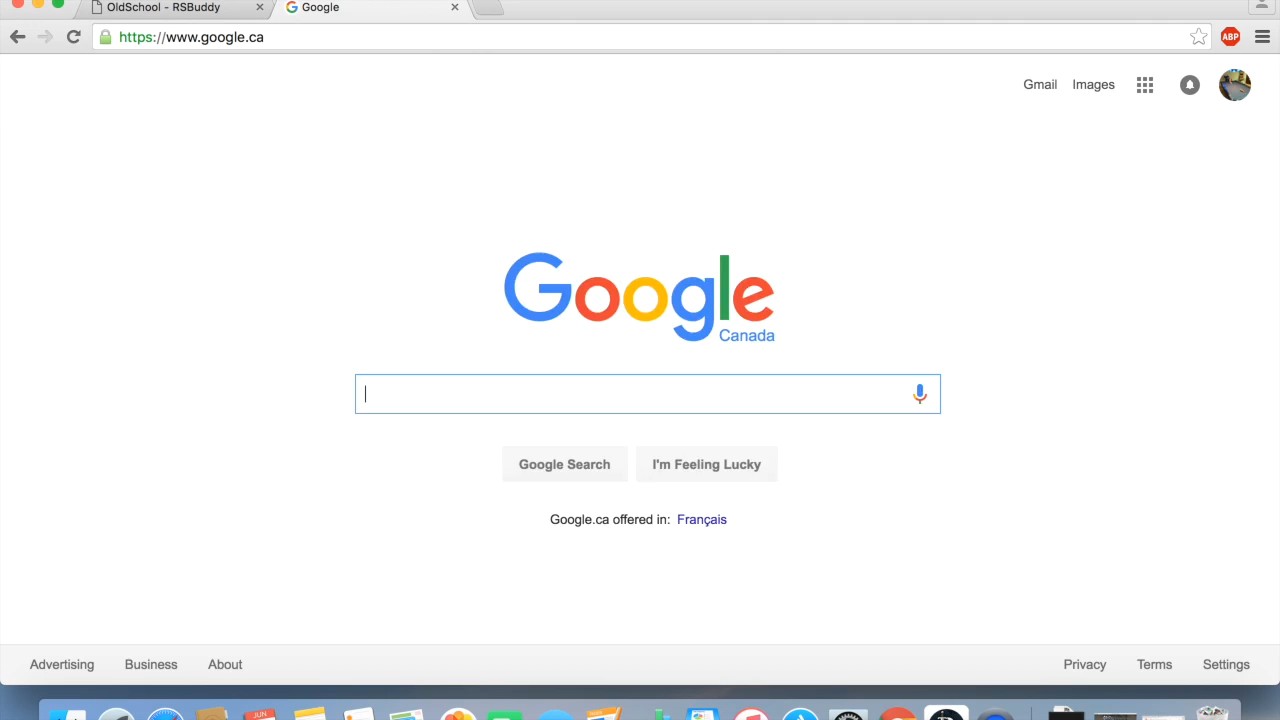 OldSchool - RSBuddy
Google
https://www.google.ca
ABP
Gmail Images
Google
Canada
Google Search I'm Feeling Lucky
Google.ca offered in: Français
Advertising Business About
Privacy Terms Settings
JUN